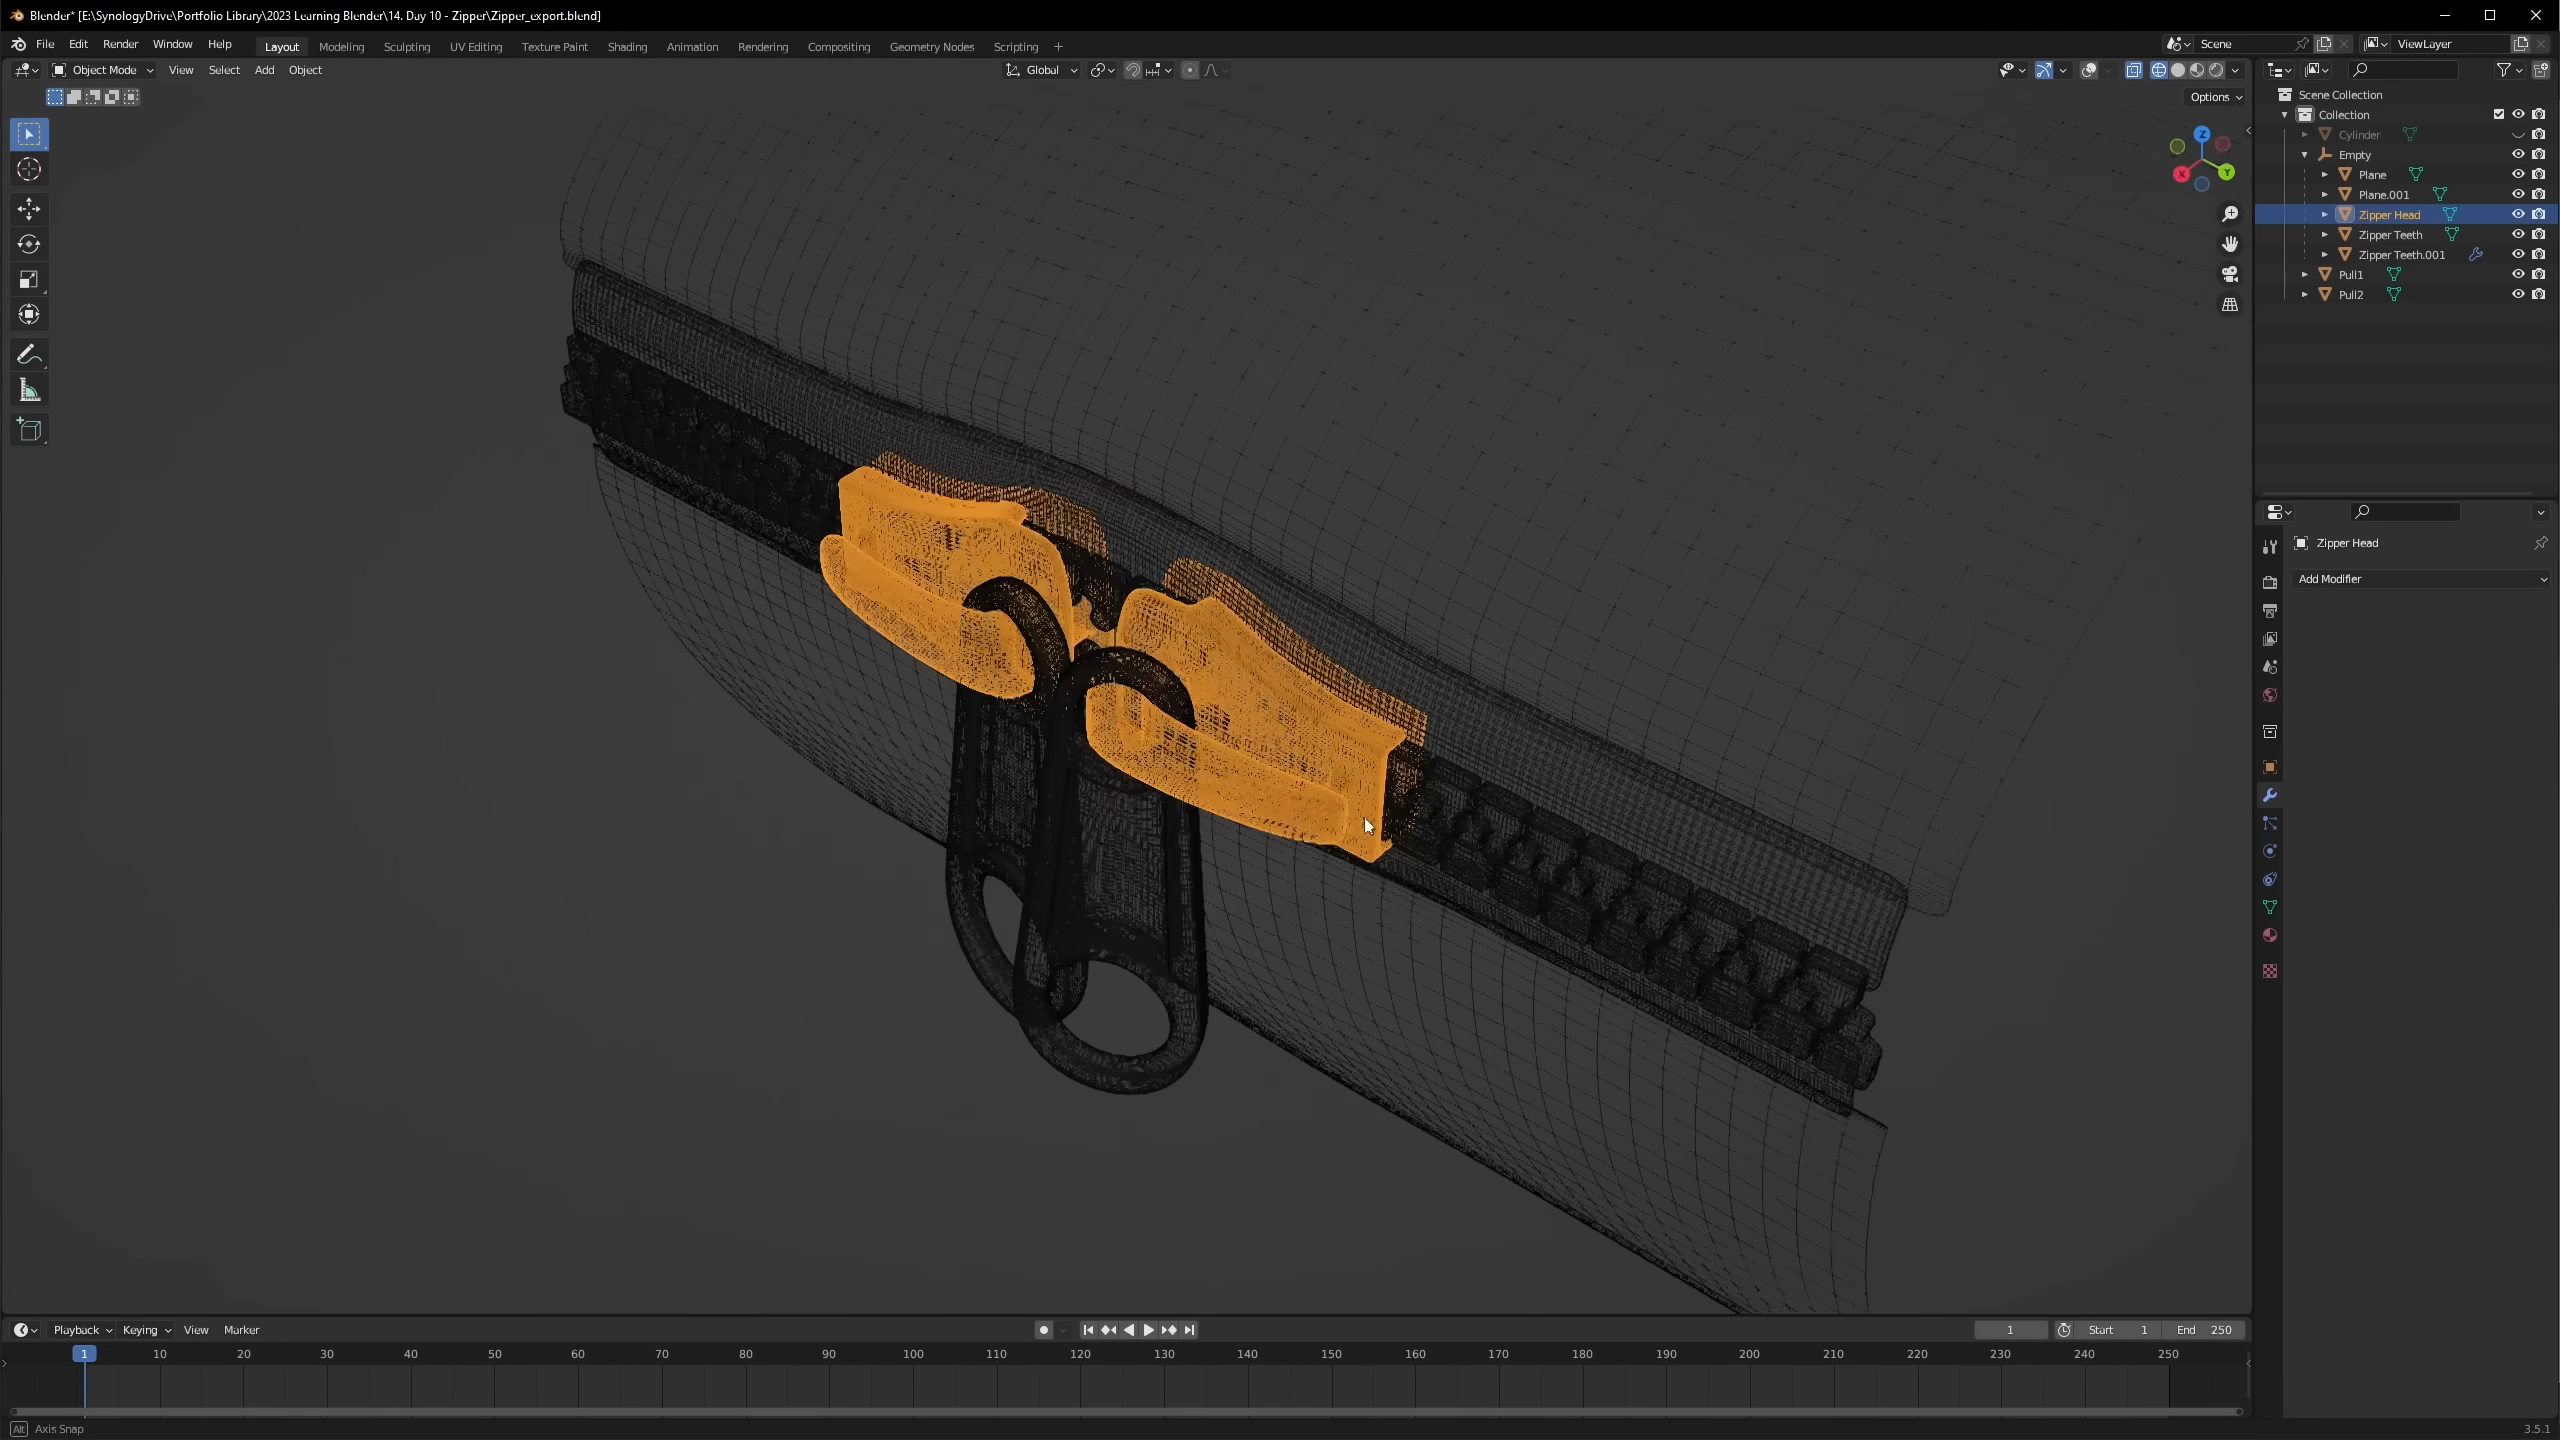 Blender* [E:\SynologyDrive\Portfolio Library\2023 Learning Blender\14. Day 10 - Zipper\Zipper_export.blend]
File Edit Render Window Help Layout Modeling Sculpting UV Editing Texture Paint Shading Animation Rendering Compositing Geometry Nodes Scripting + Scene ViewLayer
Object Mode View Select Add Object Global
Options
Scene Collection
Collection
Cylinder
Empty
Plane
Plane.001
Zipper Head
Zipper Teeth
Zipper Teeth.001
Pull1
Pull2
Z
X
Y
Zipper Head
Add Modifier
Playback Keying View Marker 1 Start 1 End 250
1 10 20 30 40 50 60 70 80 90 100 110 120 130 140 150 160 170 180 190 200 210 220 230 240 250
Alt Axis Snap 3.5.1